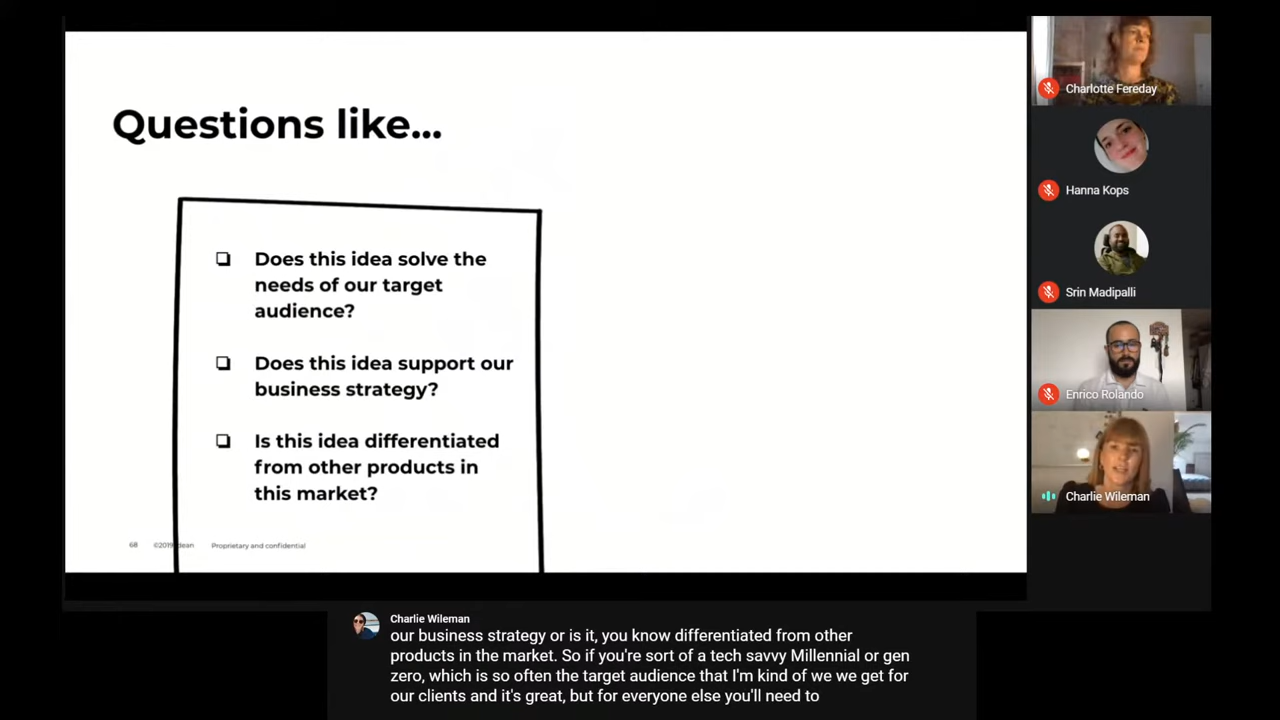 Questions like...
❏ Does this idea solve the
needs of our target
audience?
❏ Does this idea support our
business strategy?
❏ Is this idea differentiated
from other products in
this market?
68 ©2019 dean Proprietary and confidential
Charlotte Fereday
Hanna Kops
Srin Madipalli
Enrico Rolando
Charlie Wileman
Charlie Wileman
our business strategy or is it, you know differentiated from other
products in the market. So if you're sort of a tech savvy Millennial or gen
zero, which is so often the target audience that I'm kind of we we get for
our clients and it's great, but for everyone else you'll need to